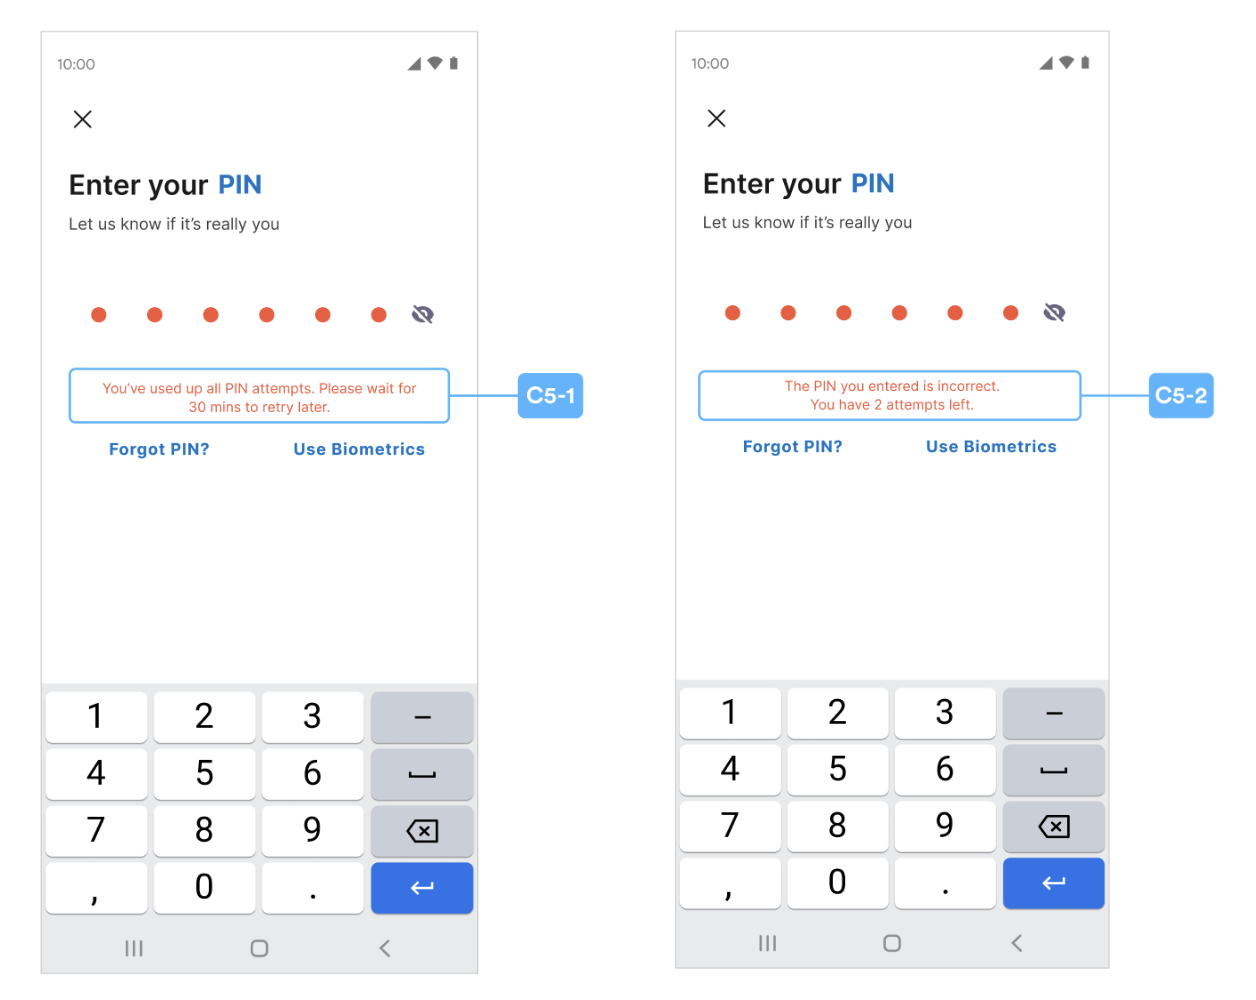 10:00
Enter your PIN
Let us know if it’s really you
You’ve used up all PIN attempts. Please wait for
30 mins to retry later.
C5-1
Forgot PIN?
Use Biometrics
1 2 3 –
4 5 6
7 8 9
, 0 .
10:00
Enter your PIN
Let us know if it’s really you
The PIN you entered is incorrect.
You have 2 attempts left.
C5-2
Forgot PIN?
Use Biometrics
1 2 3 –
4 5 6
7 8 9
, 0 .